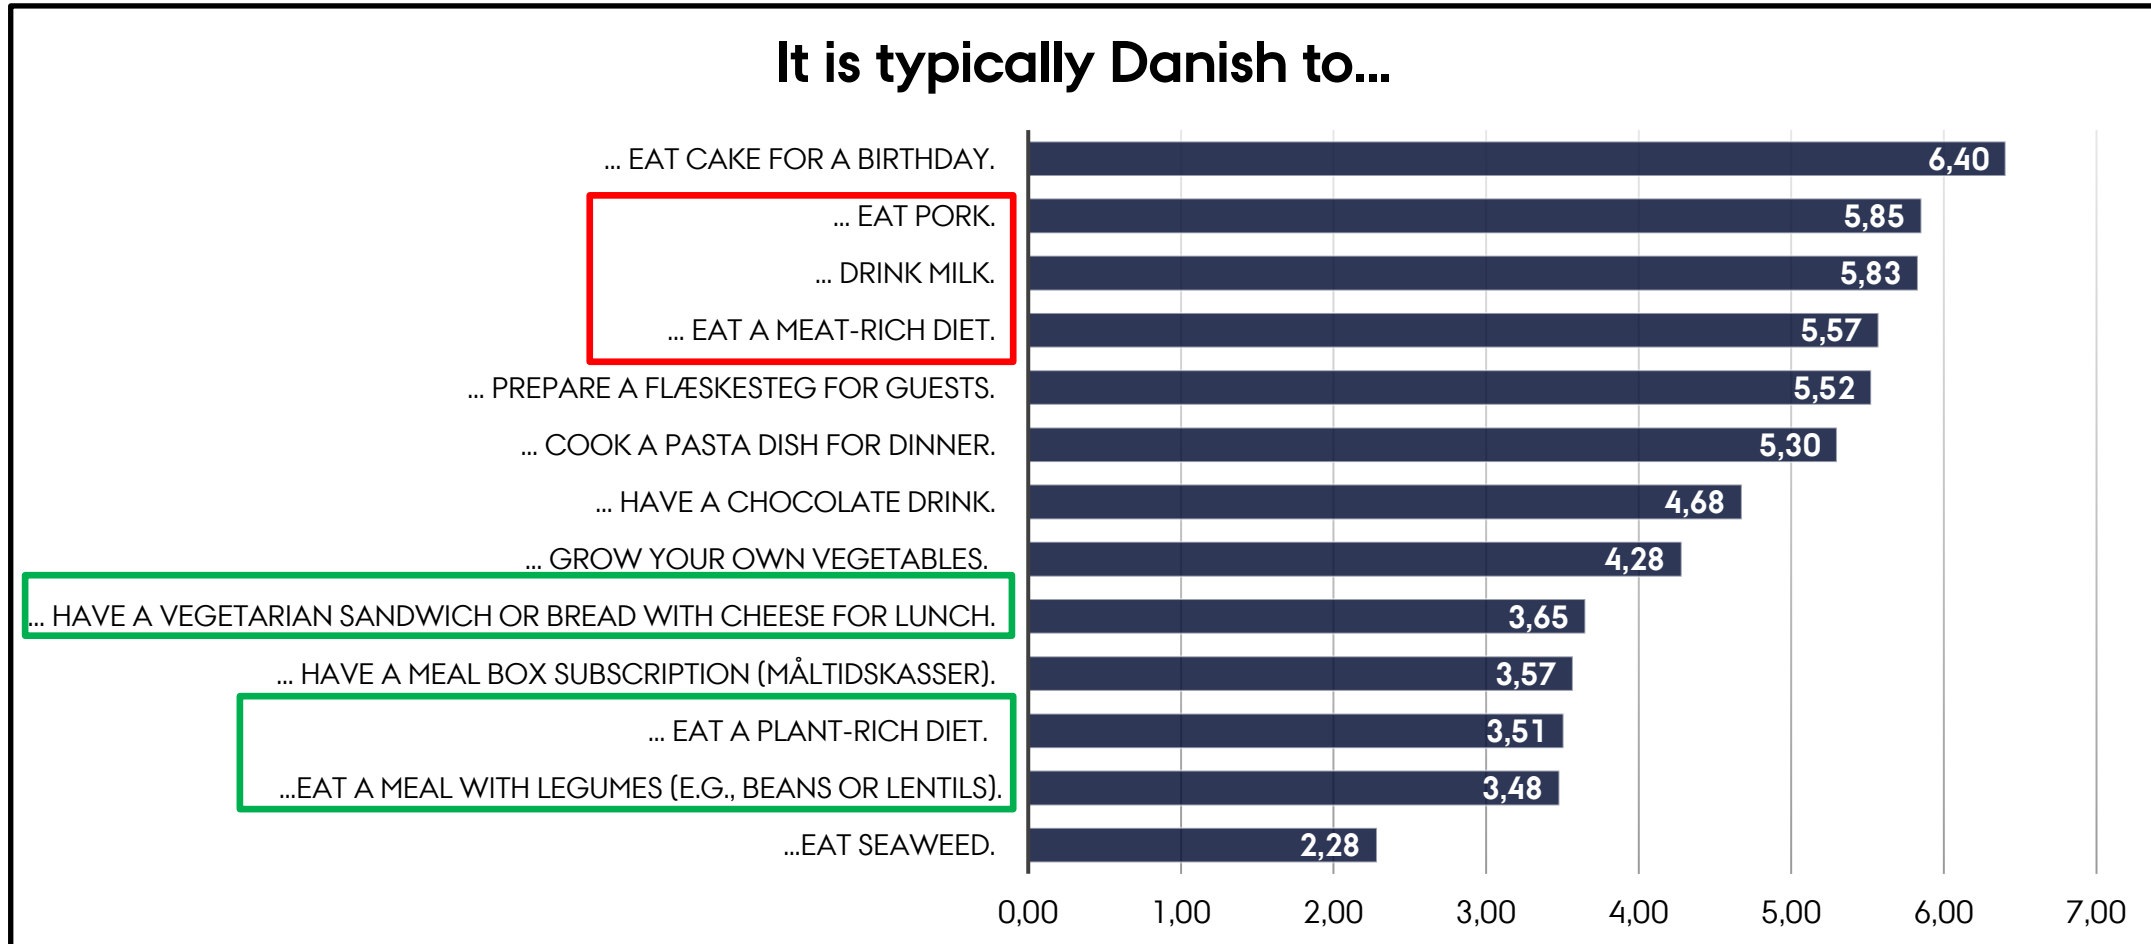 It is typically Danish to...
... EAT CAKE FOR A BIRTHDAY. 6,40
... EAT PORK. 5,85
... DRINK MILK. 5,83
... EAT A MEAT-RICH DIET. 5,57
... PREPARE A FLÆSKESTEG FOR GUESTS. 5,52
... COOK A PASTA DISH FOR DINNER. 5,30
... HAVE A CHOCOLATE DRINK. 4,68
... GROW YOUR OWN VEGETABLES. 4,28
... HAVE A VEGETARIAN SANDWICH OR BREAD WITH CHEESE FOR LUNCH. 3,65
... HAVE A MEAL BOX SUBSCRIPTION (MÅLTIDSKASSER). 3,57
... EAT A PLANT-RICH DIET. 3,51
...EAT A MEAL WITH LEGUMES (E.G., BEANS OR LENTILS). 3,48
...EAT SEAWEED. 2,28
0,00 1,00 2,00 3,00 4,00 5,00 6,00 7,00